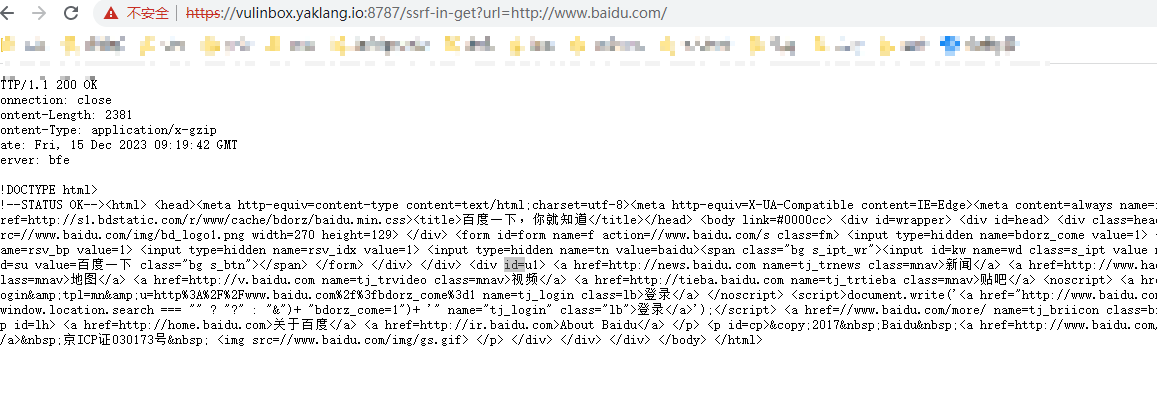 不安全 https://vulinbox.yaklang.io:8787/ssrf-in-get?url=http://www.baidu.com/
TTP/1.1 200 OK
onnection: close
ontent-Length: 2381
ontent-Type: application/x-gzip
ate: Fri, 15 Dec 2023 09:19:42 GMT
erver: bfe
!DOCTYPE html>
!--STATUS OK--><html> <head><meta http-equiv=content-type content=text/html;charset=utf-8><meta http-equiv=X-UA-Compatible content=IE=Edge><meta content=always name=
ref=http://s1.bdstatic.com/r/www/cache/bdorz/baidu.min.css><title>百度一下，你就知道</title></head> <body link=#0000cc> <div id=wrapper> <div id=head> <div class=hea
rc=//www.baidu.com/img/bd_logo1.png width=270 height=129> </div> <form id=form name=f action=//www.baidu.com/s class=fm> <input type=hidden name=bdorz_come value=1> <
ame=rsv_bp value=1> <input type=hidden name=rsv_idx value=1> <input type=hidden name=tn value=baidu><span class="bg s_ipt_wr"><input id=kw name=wd class=s_ipt value
d=su value=百度一下 class="bg s_btn"></span> </form> </div> </div> <div id=u1> <a href=http://news.baidu.com name=tj_trnews class=mnav>新闻</a> <a href=http://www.hao
class=mnav>地图</a> <a href=http://v.baidu.com name=tj_trvideo class=mnav>视频</a> <a href=http://tieba.baidu.com name=tj_trtieba class=mnav>贴吧</a> <noscript> <a hr
ogin&amp;tpl=mn&amp;u=http%3A%2F%2Fwww.baidu.com%2f%3fbdorz_come%3d1 name=tj_login class=lb>登录</a> </noscript> <script>document.write('<a href="http://www.baidu.com
window.location.search === "" ? "?" : "&")+ "bdorz_come=1")+ '" name="tj_login" class="lb">登录</a>');</script> <a href=//www.baidu.com/more/ name=tj_briicon class=b
p id=lh> <a href=http://home.baidu.com>关于百度</a> <a href=http://ir.baidu.com>About Baidu</a> </p> <p id=cp>&copy;2017&nbsp;Baidu&nbsp;<a href=http://www.baidu.com/
/a>&nbsp;京ICP证030173号&nbsp; <img src=//www.baidu.com/img/gs.gif> </p> </div> </div> </div> </body> </html>